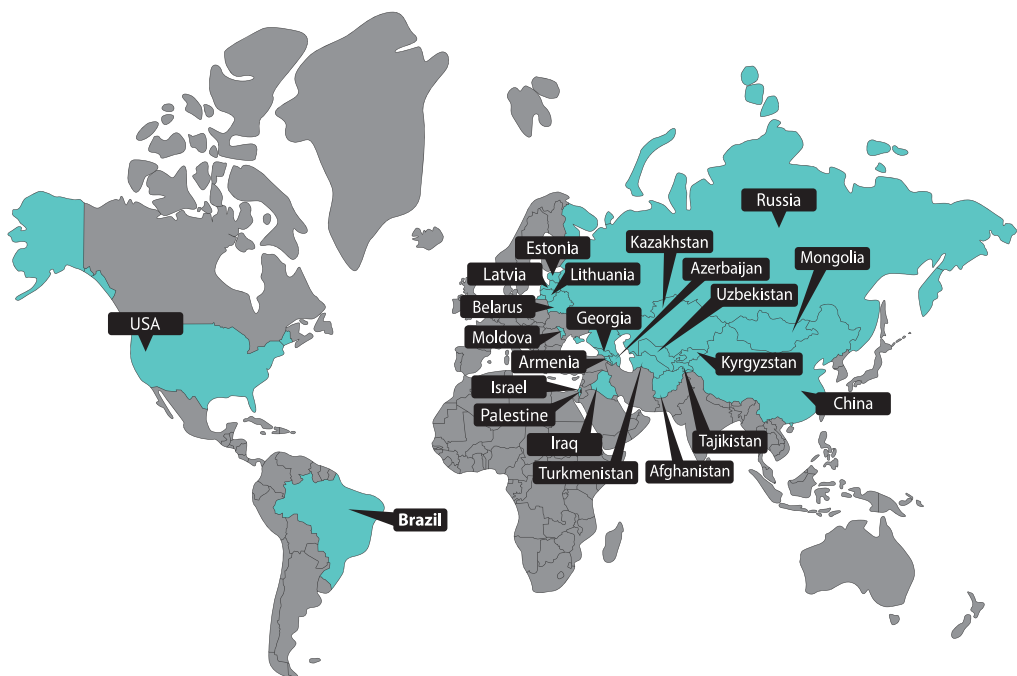 Russia
Estonia
Kazakhstan
Mongolia
Azerbaijan
Latvia
Lithuania
Uzbekistan
Belarus
Georgia
USA
Moldova
Armenia
Kyrgyzstan
Israel
China
Palestine
Iraq
Tajikistan
Turkmenistan
Afghanistan
Brazil